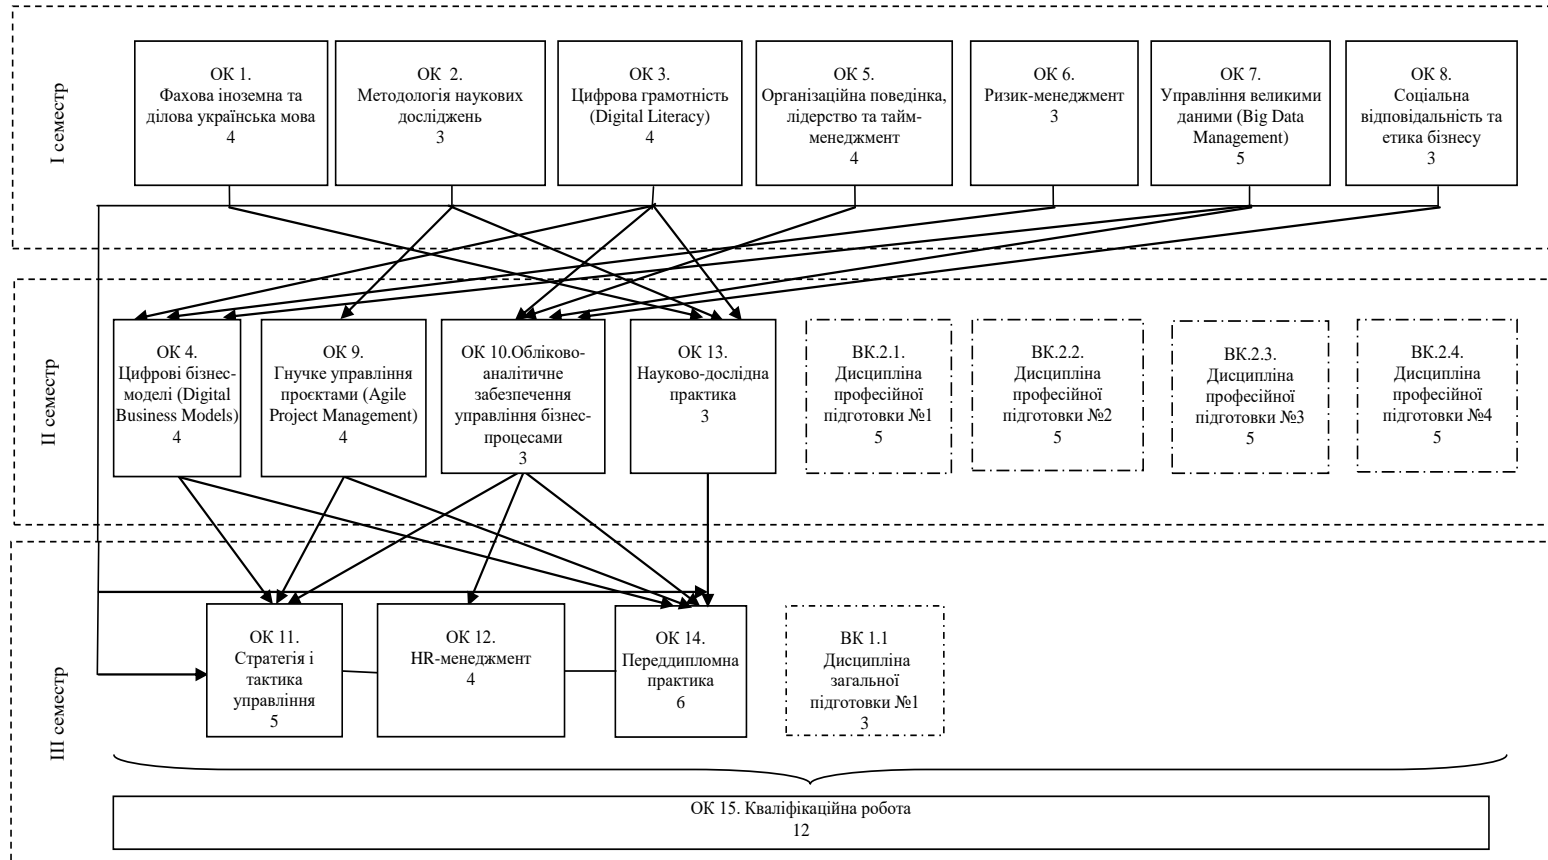 І семестр
ОК 1.
Фахова іноземна та
ділова українська мова
4
ОК 2.
Методологія наукових
досліджень
3
ОК 3.
Цифрова грамотність
(Digital Literacy)
4
ОК 5.
Організаційна поведінка,
лідерство та тайм-
менеджмент
4
ОК 6.
Ризик-менеджмент
3
ОК 7.
Управління великими
даними (Big Data
Management)
5
ОК 8.
Соціальна
відповідальність та
етика бізнесу
3
ІІ семестр
ОК 4.
Цифрові бізнес-
моделі (Digital
Business Models)
4
ОК 9.
Гнучке управління
проєктами (Agile
Project Management)
4
ОК 10.Обліково-
аналітичне
забезпечення
управління бізнес-
процесами
3
ОК 13.
Науково-дослідна
практика
3
ВК.2.1.
Дисципліна
професійної
підготовки №1
5
ВК.2.2.
Дисципліна
професійної
підготовки №2
5
ВК.2.3.
Дисципліна
професійної
підготовки №3
5
ВК.2.4.
Дисципліна
професійної
підготовки №4
5
ІІІ семестр
ОК 11.
Стратегія і
тактика
управління
5
ОК 12.
HR-менеджмент
4
ОК 14.
Переддипломна
практика
6
ВК 1.1
Дисципліна
загальної
підготовки №1
3
ОК 15. Кваліфікаційна робота
12